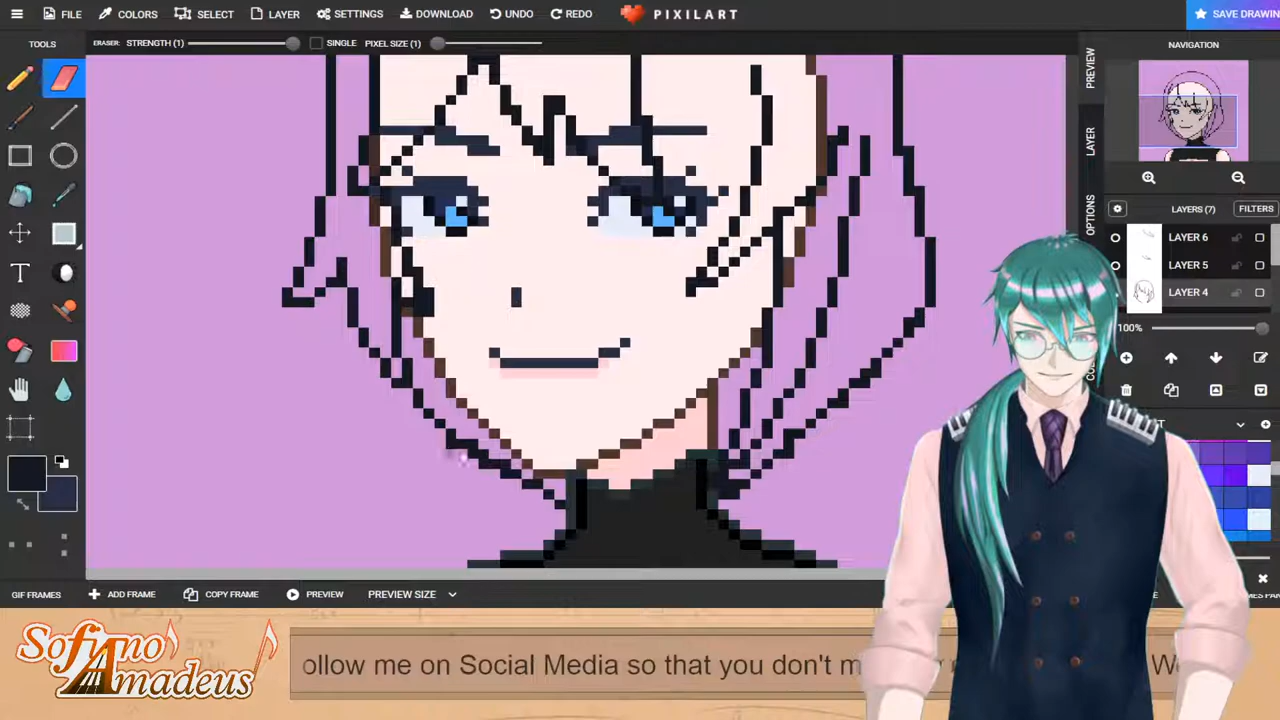 FILE COLORS SELECT LAYER SETTINGS DOWNLOAD UNDO REDO PIXILART SAVE DRAWIN
TOOLS ERASER: STRENGTH (1) SINGLE PIXEL SIZE (1)
PREVIEW
LAYER
OPTIONS
NAVIGATION
LAYERS (7) FILTERS
LAYER 6
LAYER 5
LAYER 4
100%
T
GIF FRAMES ADD FRAME COPY FRAME PREVIEW PREVIEW SIZE
Sofiano
Amadeus
ollow me on Social Media so that you don't m